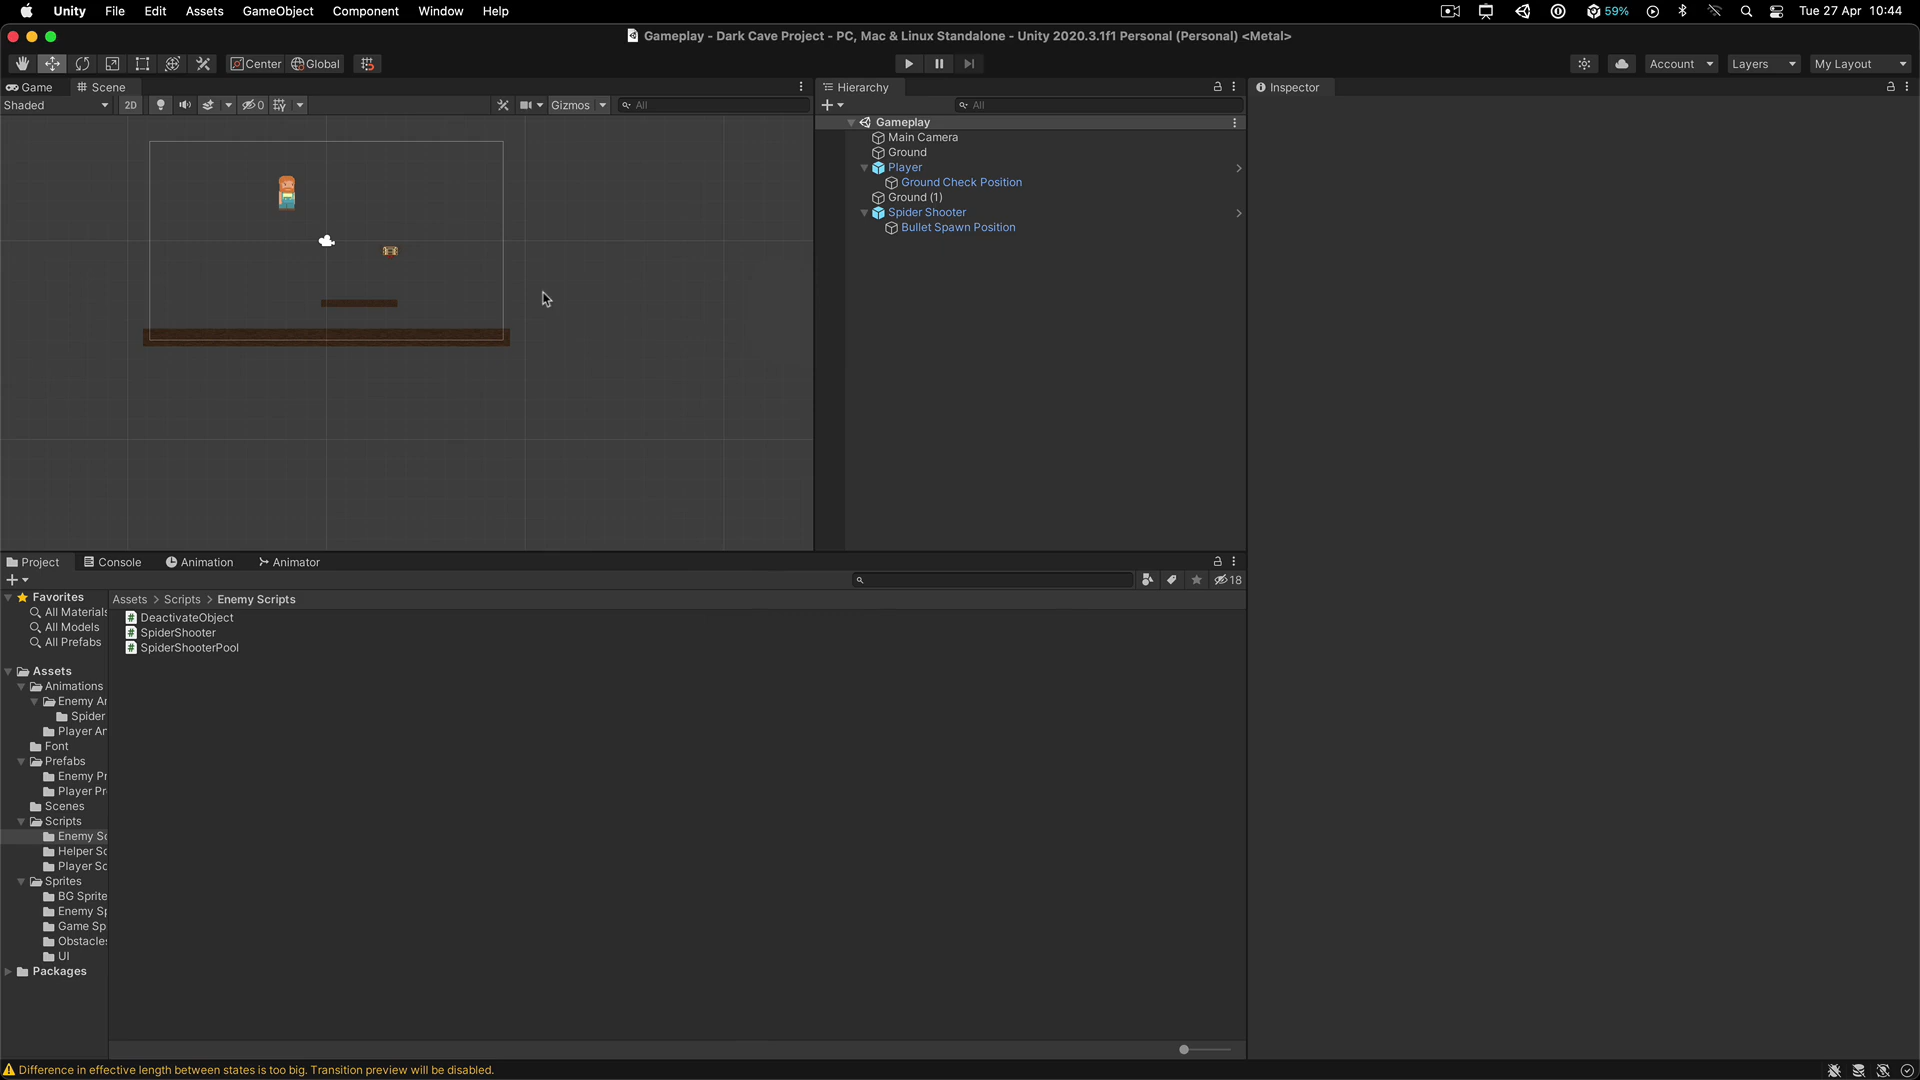 Unity File Edit Assets GameObject Component Window Help 59% Tue 27 Apr 10:44
Gameplay - Dark Cave Project - PC, Mac & Linux Standalone - Unity 2020.3.1f1 Personal (Personal) <Metal>
Center Global Account Layers My Layout
Game Scene
Shaded 2D 0 Gizmos All
Hierarchy
All
Gameplay
Main Camera
Ground
Player
Ground Check Position
Ground (1)
Spider Shooter
Bullet Spawn Position
Inspector
Project Console Animation Animator
18
Favorites
All Materials
All Models
All Prefabs
Assets
Animations
Enemy Ar
Spider
Player Ar
Font
Prefabs
Enemy Pr
Player Pr
Scenes
Scripts
Enemy Sc
Helper Sc
Player Sc
Sprites
BG Sprite
Enemy Sp
Game Sp
Obstacles
UI
Packages
Assets > Scripts > Enemy Scripts
DeactivateObject
SpiderShooter
SpiderShooterPool
Difference in effective length between states is too big. Transition preview will be disabled.